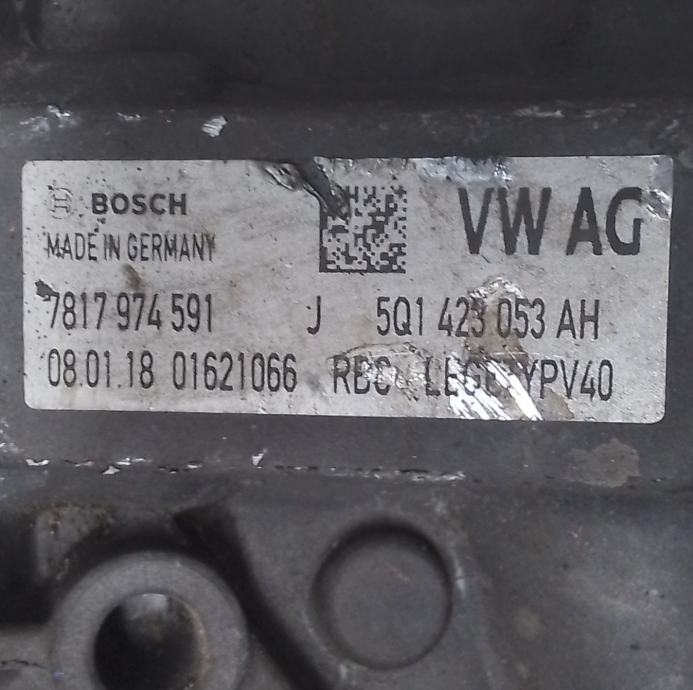 BOSCH VW AG
MADE IN GERMANY
7817 974 591 J 5Q1 423 053 AH
08.01.18 01621066 RBC